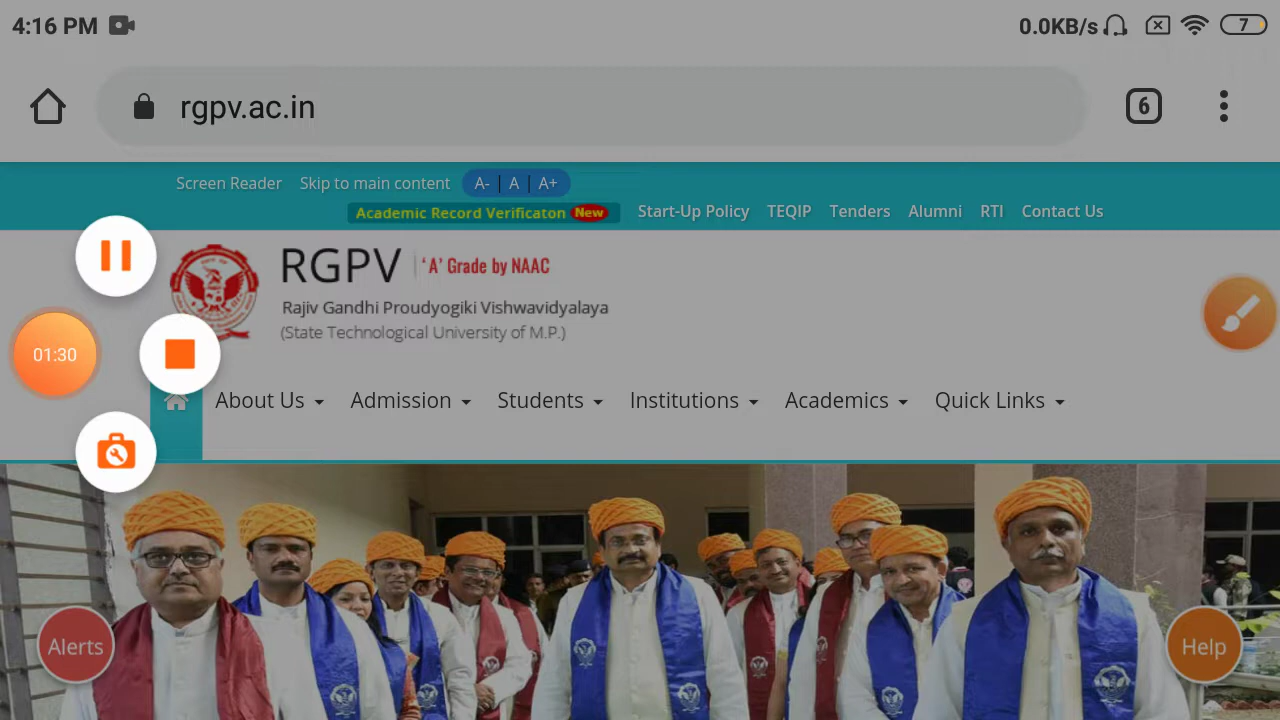 4:16 PM
0.0KB/s
7
rgpv.ac.in
6
Screen Reader Skip to main content A- | A | A+
Academic Record Verificaton New Start-Up Policy TEQIP Tenders Alumni RTI Contact Us
RGPV | 'A' Grade by NAAC
Rajiv Gandhi Proudyogiki Vishwavidyalaya
(State Technological University of M.P.)
01:30
About Us Admission Students Institutions Academics Quick Links
Alerts
Help